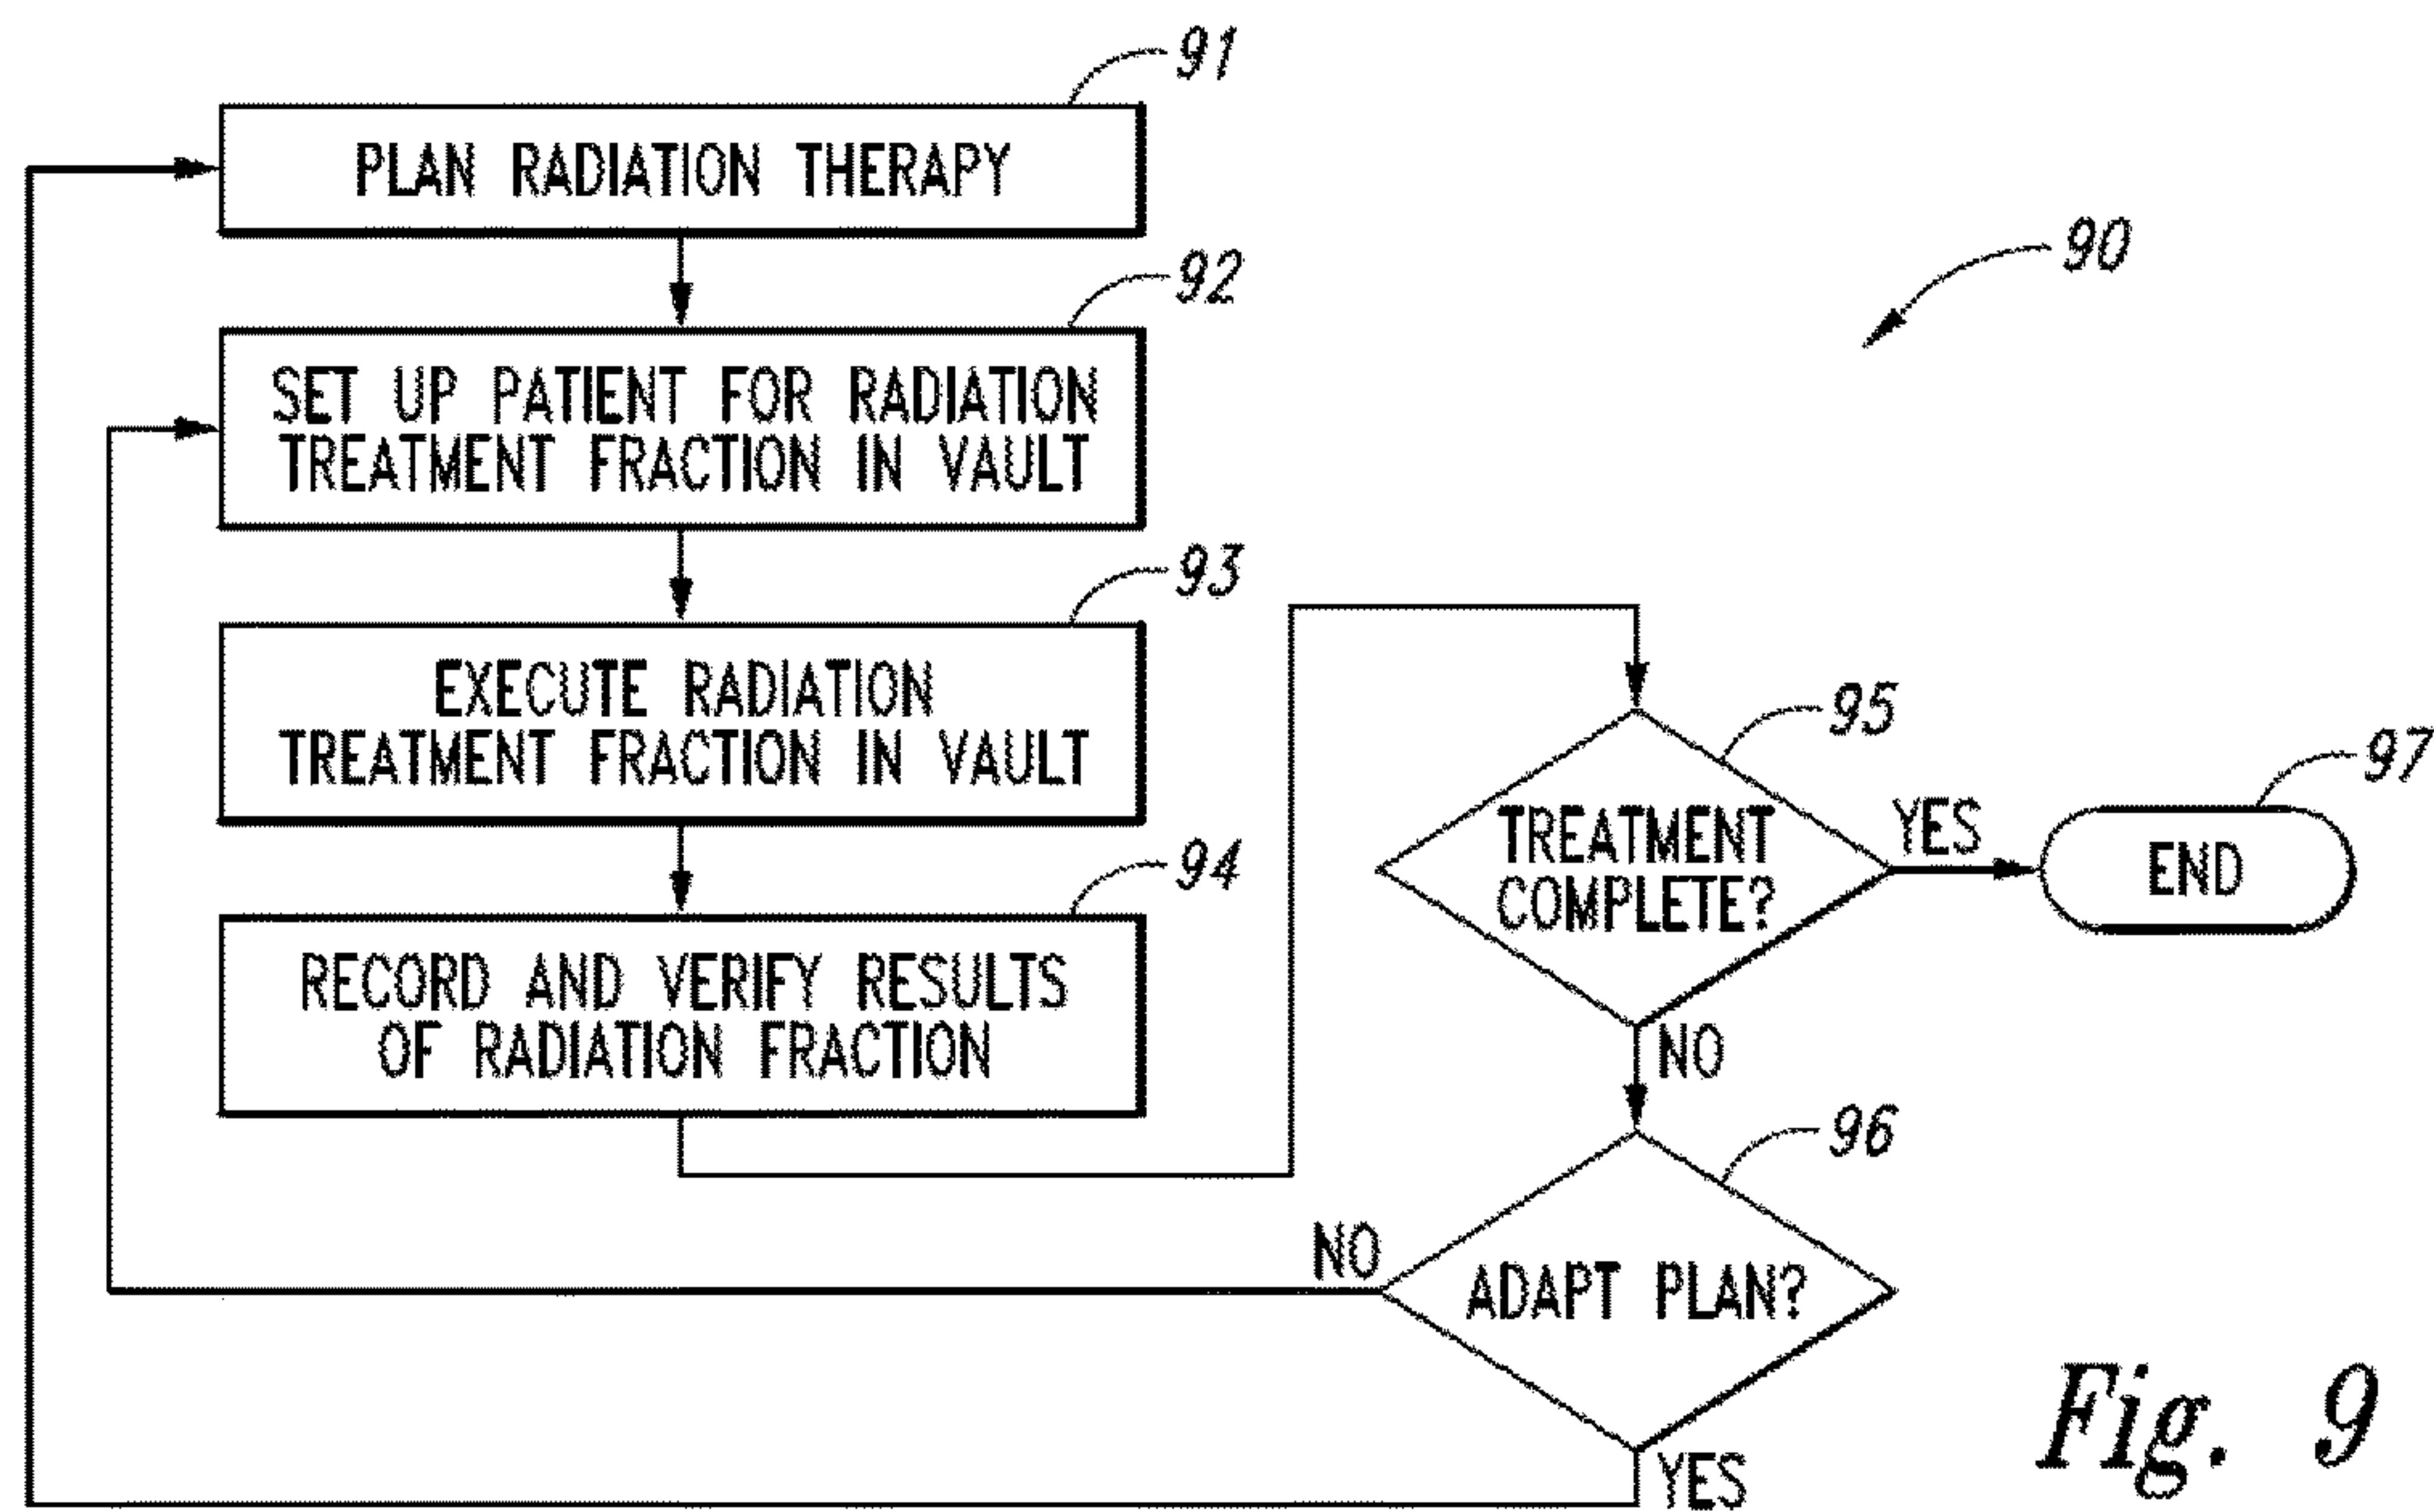 91
PLAN RADIATION THERAPY
90
92
SET UP PATIENT FOR RADIATION
TREATMENT FRACTION IN VAULT
93
EXECUTE RADIATION
TREATMENT FRACTION IN VAULT
94
RECORD AND VERIFY RESULTS
OF RADIATION FRACTION
95
TREATMENT
COMPLETE?
YES
97
END
NO
96
ADAPT PLAN?
NO
YES
Fig. 9